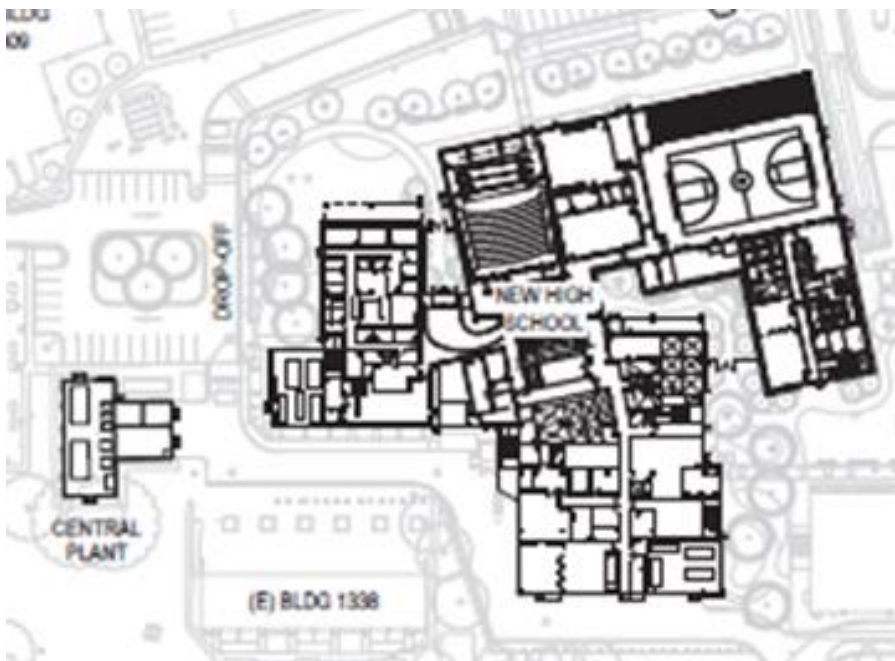 BLDG
DROP-OFF
NEW HIGH
SCHOOL
CENTRAL
PLANT
(E) BLDG 1338